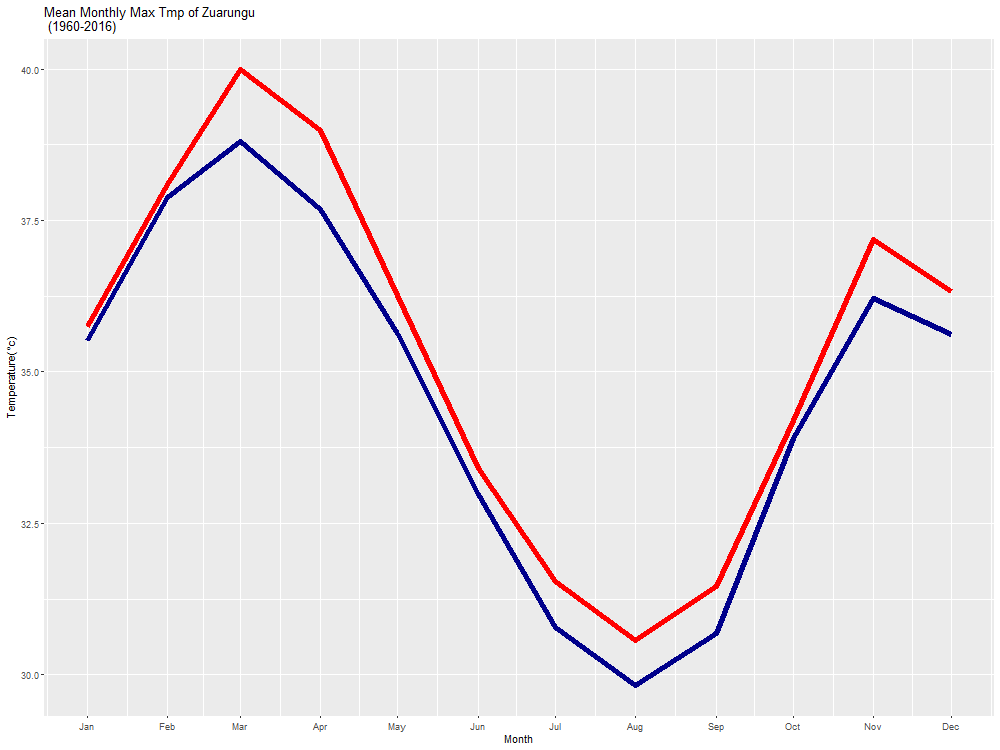 Mean Monthly Max Tmp of Zuarungu
(1960-2016)
40.0
37.5
35.0
32.5
30.0
Temperature(°c)
Jan Feb Mar Apr May Jun Jul Aug Sep Oct Nov Dec
Month